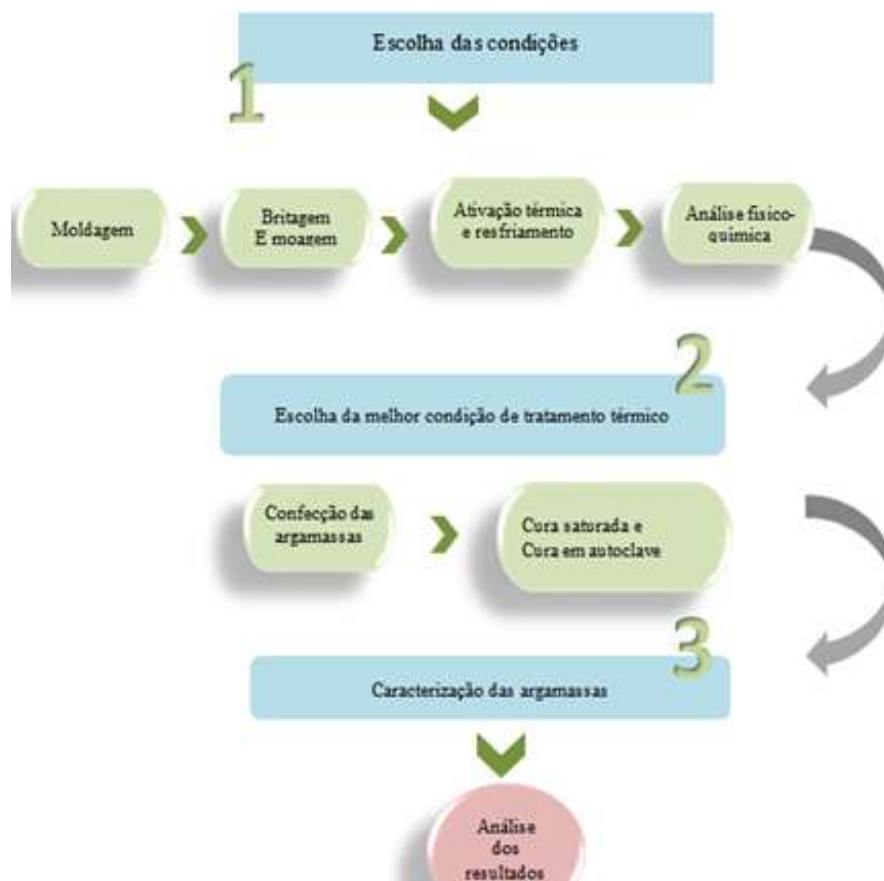 Escolha das condições
1
Moldagem
Britagem
E moagem
Ativação térmica
e resfriamento
Análise fisico-
química
2
Escolha da melhor condição de tratamento térmico
Confecção das
argamassas
Cura saturada e
Cura em autoclave
3
Caracterização das argamassas
Análise
dos
resultados